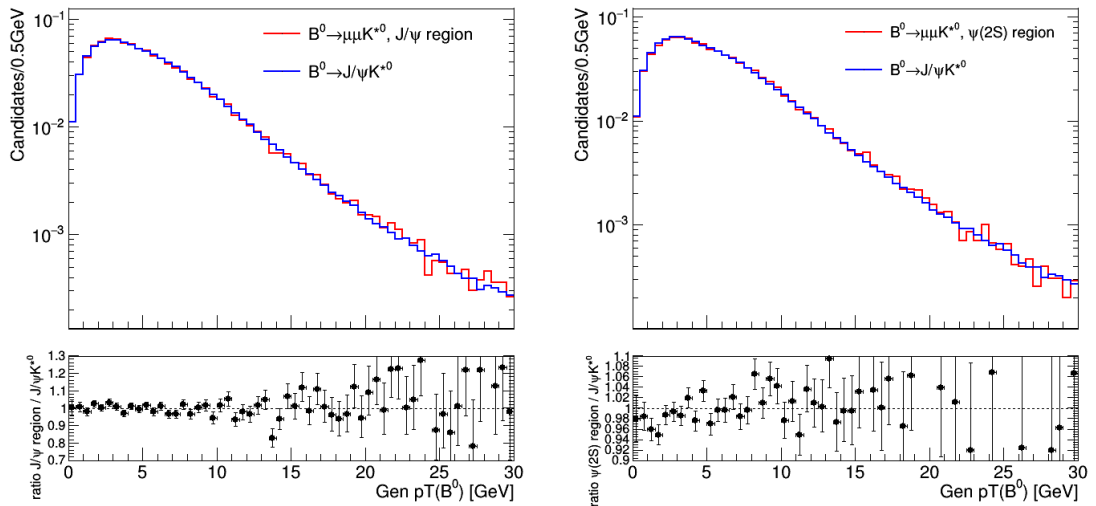 Candidates/0.5GeV
10⁻¹
10⁻²
10⁻³
B⁰→μμK*⁰, J/ψ region
B⁰→J/ψK*⁰
ratio J/ψ region / J/ψK*⁰
1.3
1.2
1.1
1
0.9
0.8
0.7
0 5 10 15 20 25 30
Gen pT(B⁰) [GeV]
Candidates/0.5GeV
10⁻¹
10⁻²
10⁻³
B⁰→μμK*⁰, ψ(2S) region
B⁰→J/ψK*⁰
ratio ψ(2S) region / J/ψK*⁰
1.1
1.08
1.06
1.04
1.02
1
0.98
0.96
0.94
0.92
0.9
0 5 10 15 20 25 30
Gen pT(B⁰) [GeV]